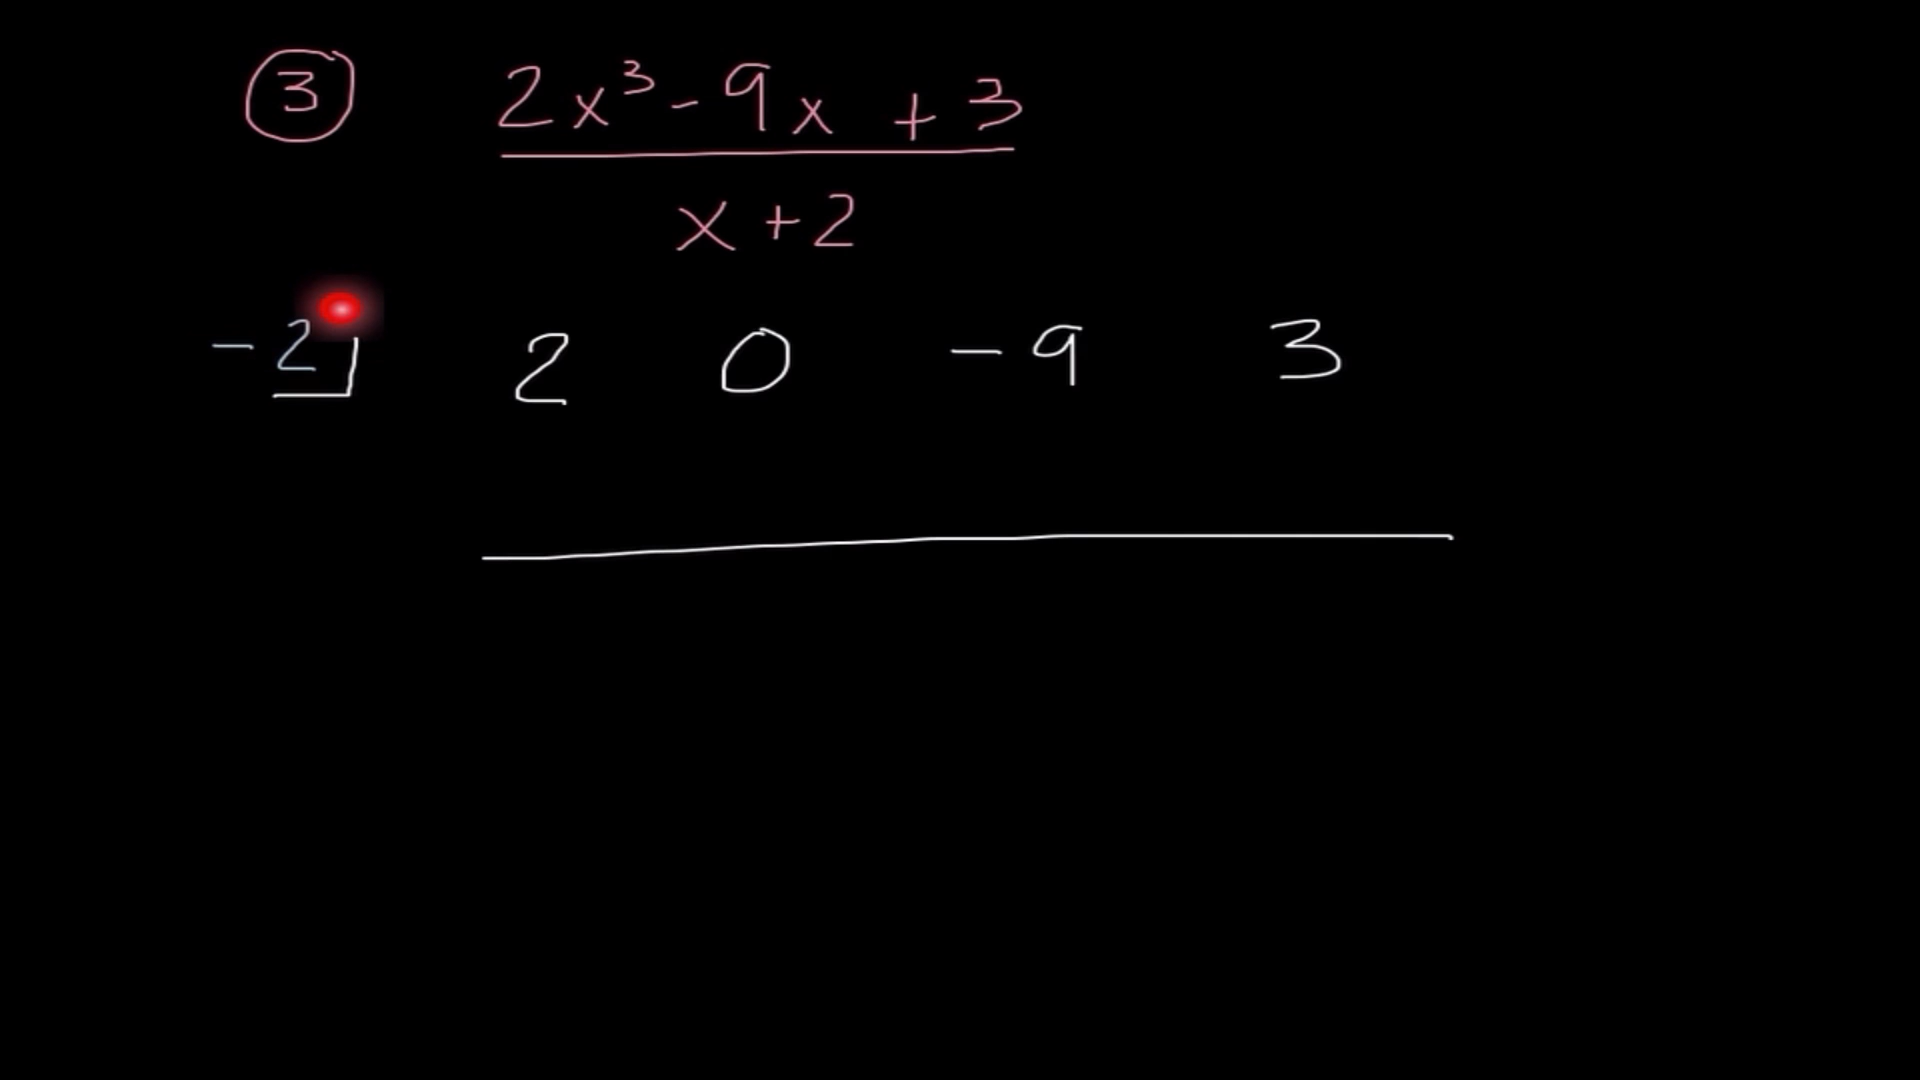 ③ 2x³ - 9x + 3
x + 2
-2 2 0 -9 3